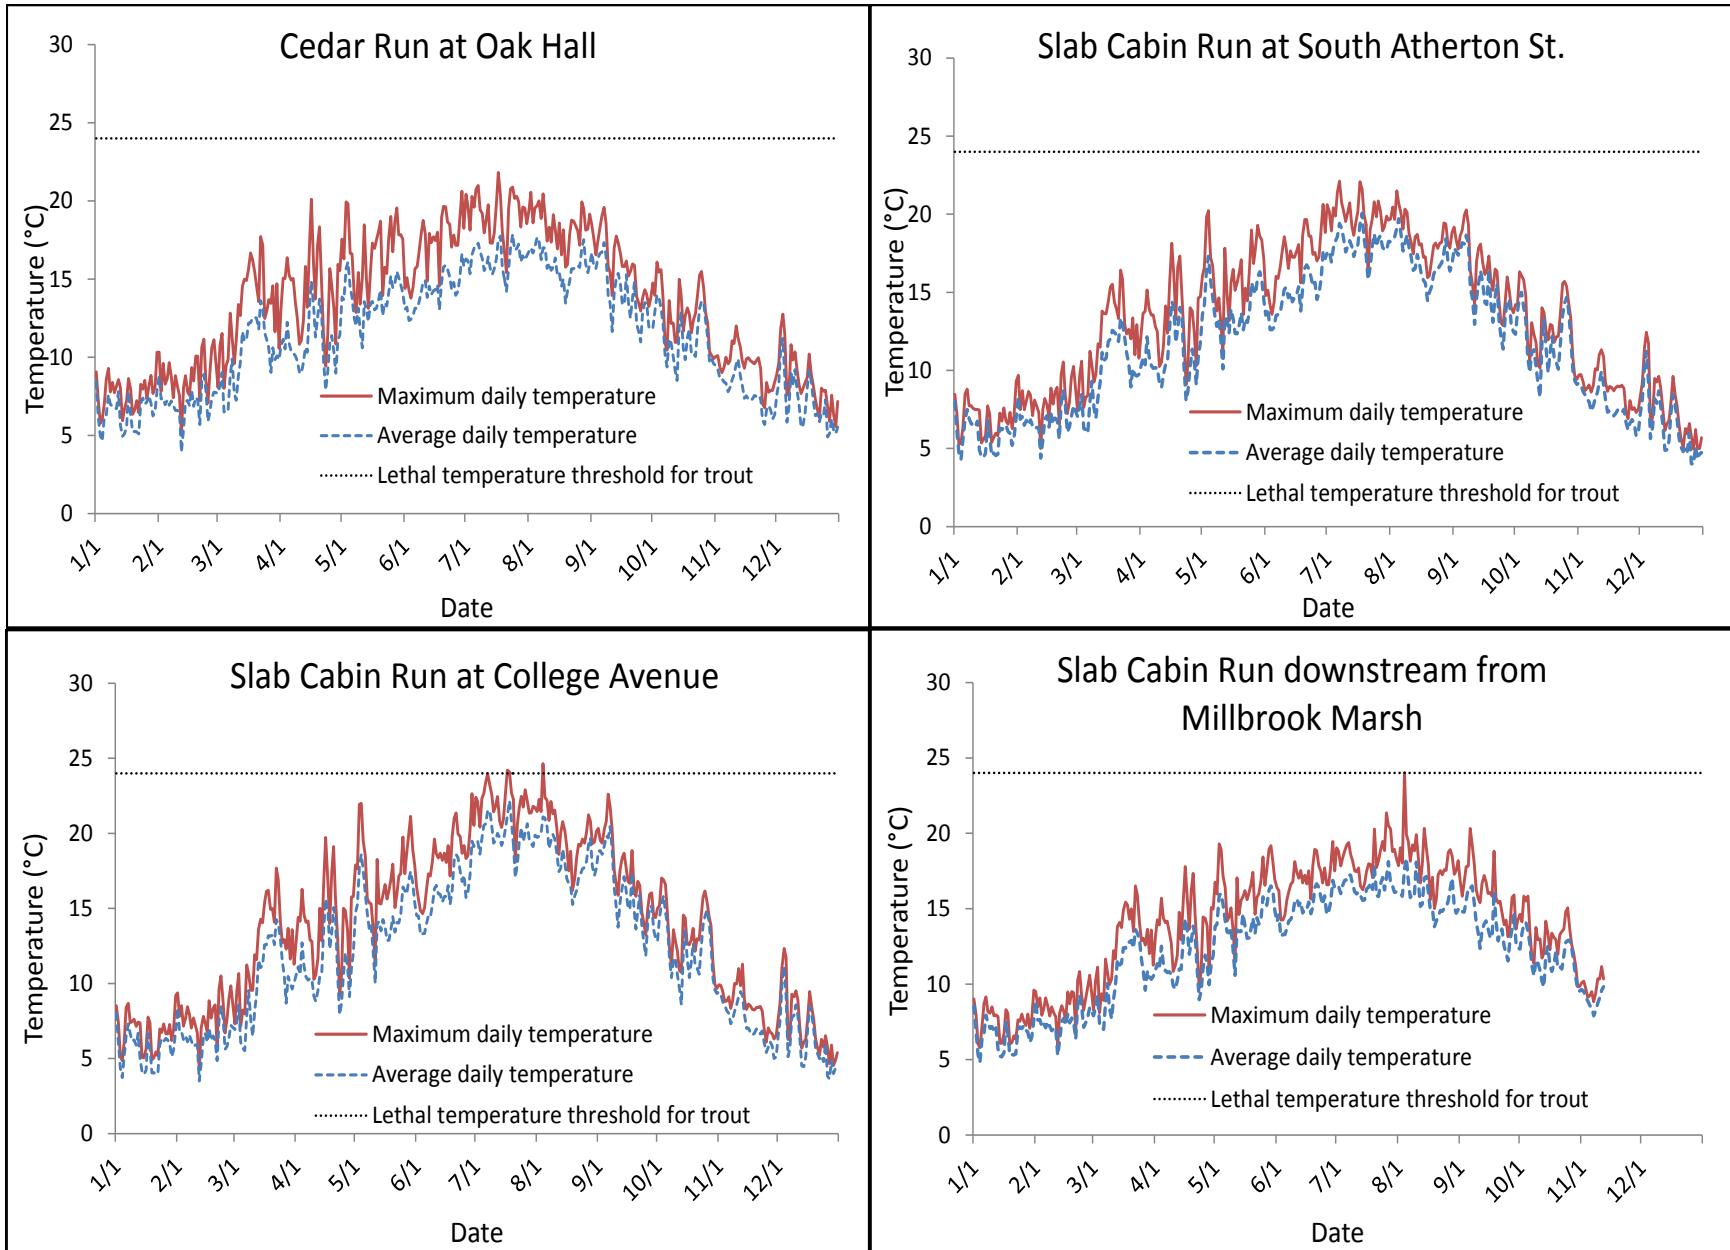 Cedar Run at Oak Hall
30
25
20
15
10
5
0
Temperature (°C)
Maximum daily temperature
Average daily temperature
Lethal temperature threshold for trout
1/1 2/1 3/1 4/1 5/1 6/1 7/1 8/1 9/1 10/1 11/1 12/1
Date
Slab Cabin Run at South Atherton St.
30
25
20
15
10
5
0
Temperature (°C)
Maximum daily temperature
Average daily temperature
Lethal temperature threshold for trout
1/1 2/1 3/1 4/1 5/1 6/1 7/1 8/1 9/1 10/1 11/1 12/1
Date
Slab Cabin Run at College Avenue
30
25
20
15
10
5
0
Temperature (°C)
Maximum daily temperature
Average daily temperature
Lethal temperature threshold for trout
1/1 2/1 3/1 4/1 5/1 6/1 7/1 8/1 9/1 10/1 11/1 12/1
Date
Slab Cabin Run downstream from
Millbrook Marsh
30
25
20
15
10
5
0
Temperature (°C)
Maximum daily temperature
Average daily temperature
Lethal temperature threshold for trout
1/1 2/1 3/1 4/1 5/1 6/1 7/1 8/1 9/1 10/1 11/1 12/1
Date